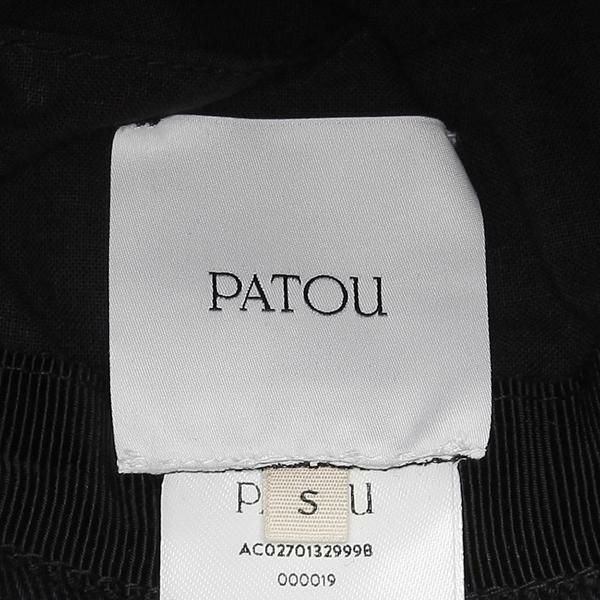 PATOU
P U
S
AC0270132999B
000019